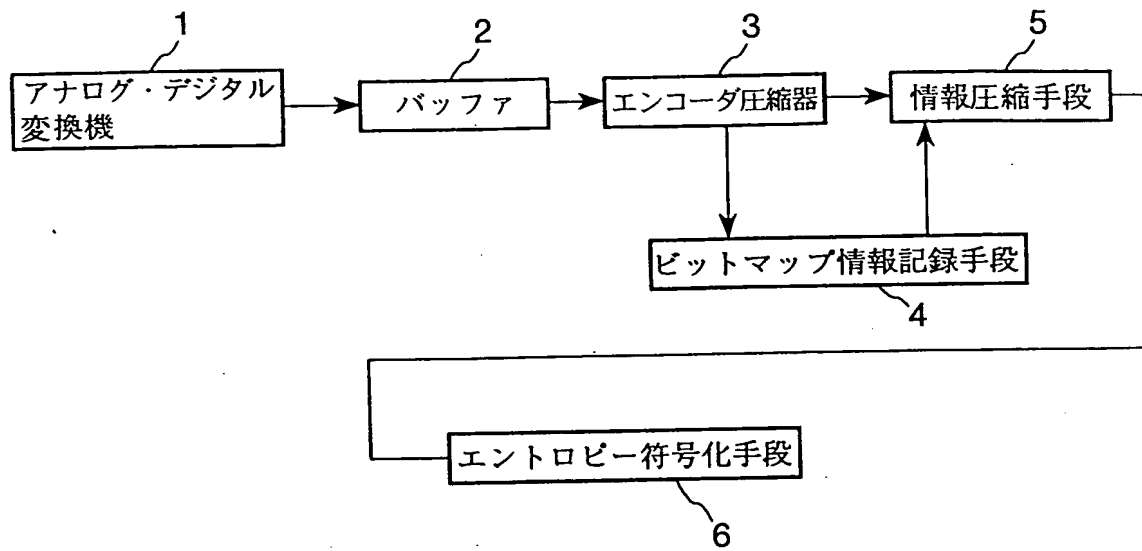 1
アナログ・デジタル
変換機
2
バッファ
3
エンコーダ圧縮器
5
情報圧縮手段
ビットマップ情報記録手段
4
エントロピー符号化手段
6